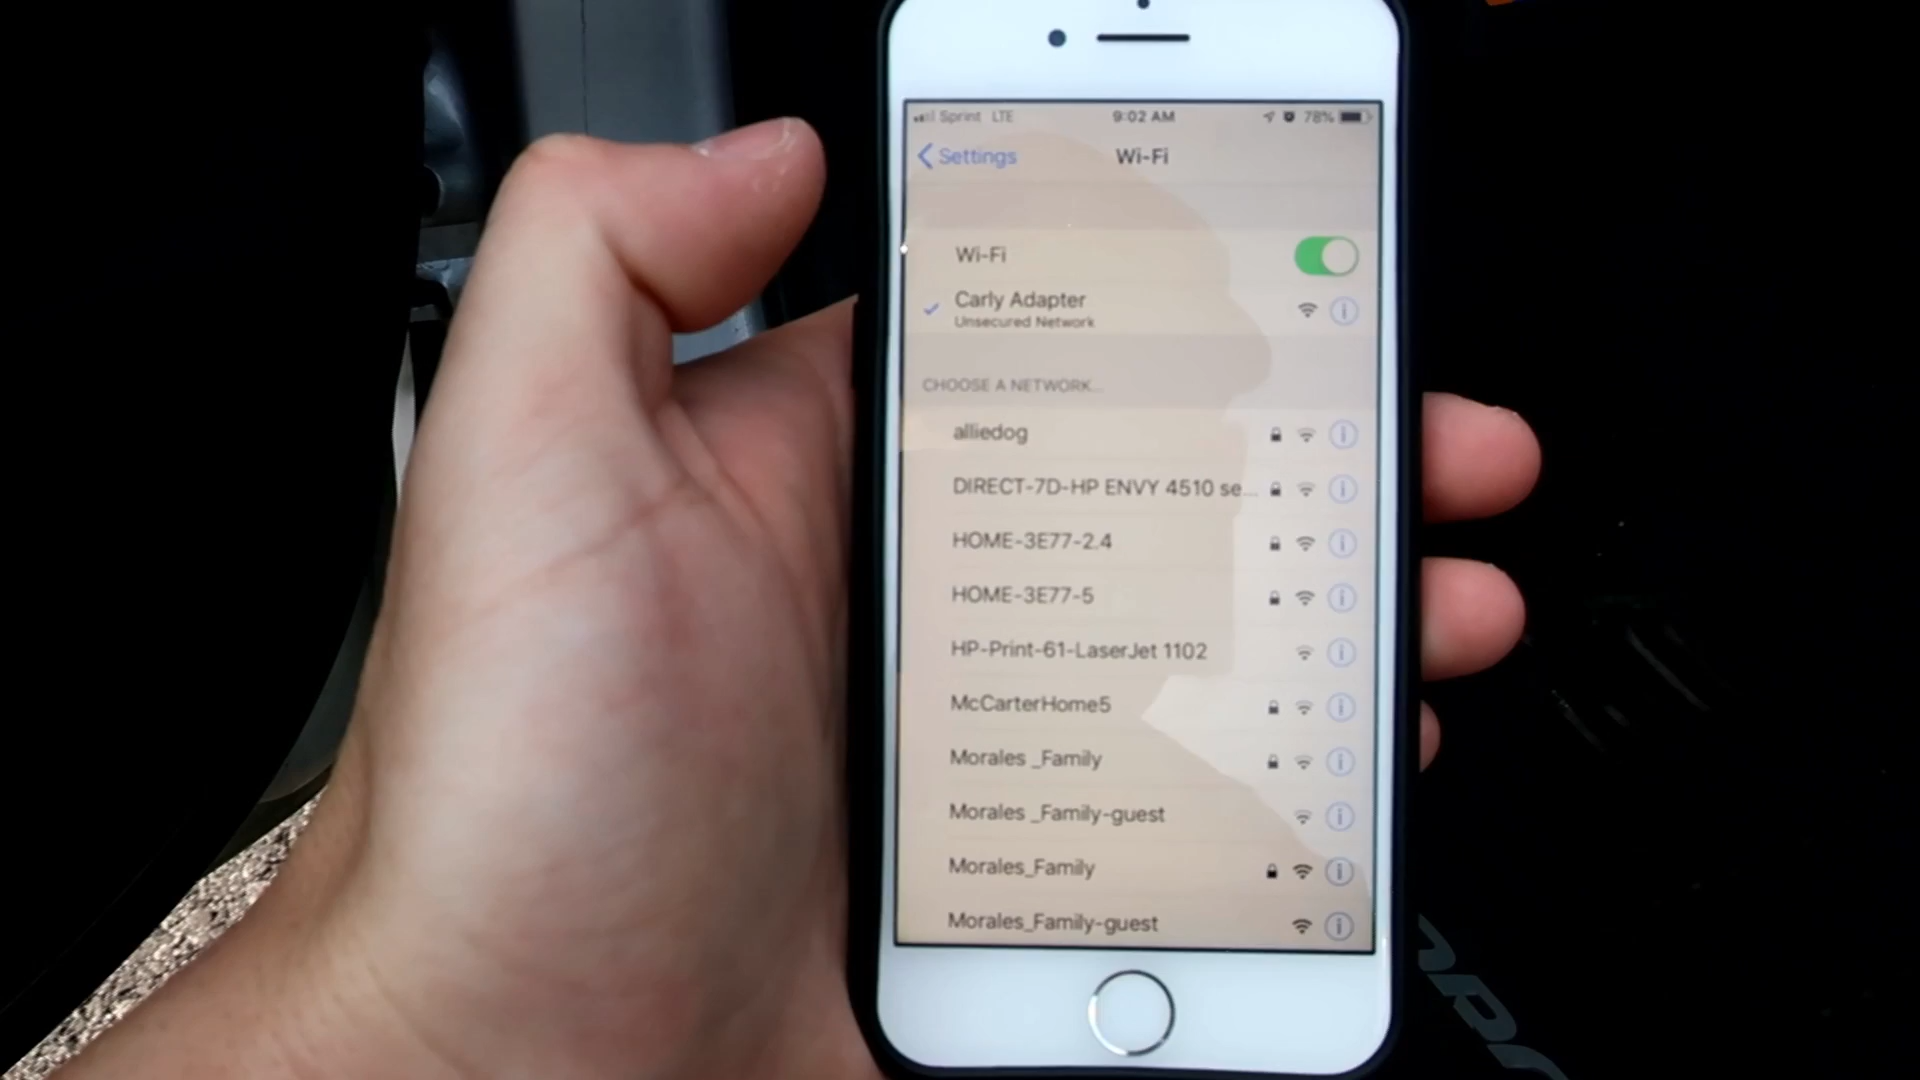 Sprint LTE 9:02 AM 78%
Settings Wi-Fi
Wi-Fi
Carly Adapter
Unsecured Network
CHOOSE A NETWORK...
alliedog
DIRECT-7D-HP ENVY 4510 se...
HOME-3E77-2.4
HOME-3E77-5
HP-Print-61-LaserJet 1102
McCarterHome5
Morales _Family
Morales _Family-guest
Morales_Family
Morales_Family-guest